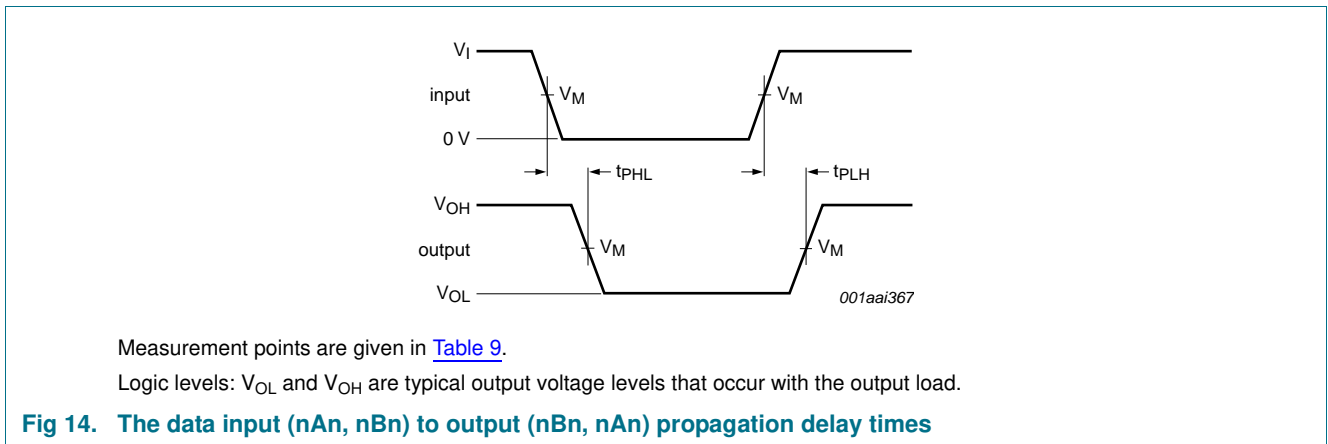 VI
input
VM
VM
0 V
tPHL
tPLH
VOH
output
VM
VM
VOL
001aai367
Measurement points are given in Table 9.
Logic levels: VOL and VOH are typical output voltage levels that occur with the output load.
Fig 14. The data input (nAn, nBn) to output (nBn, nAn) propagation delay times